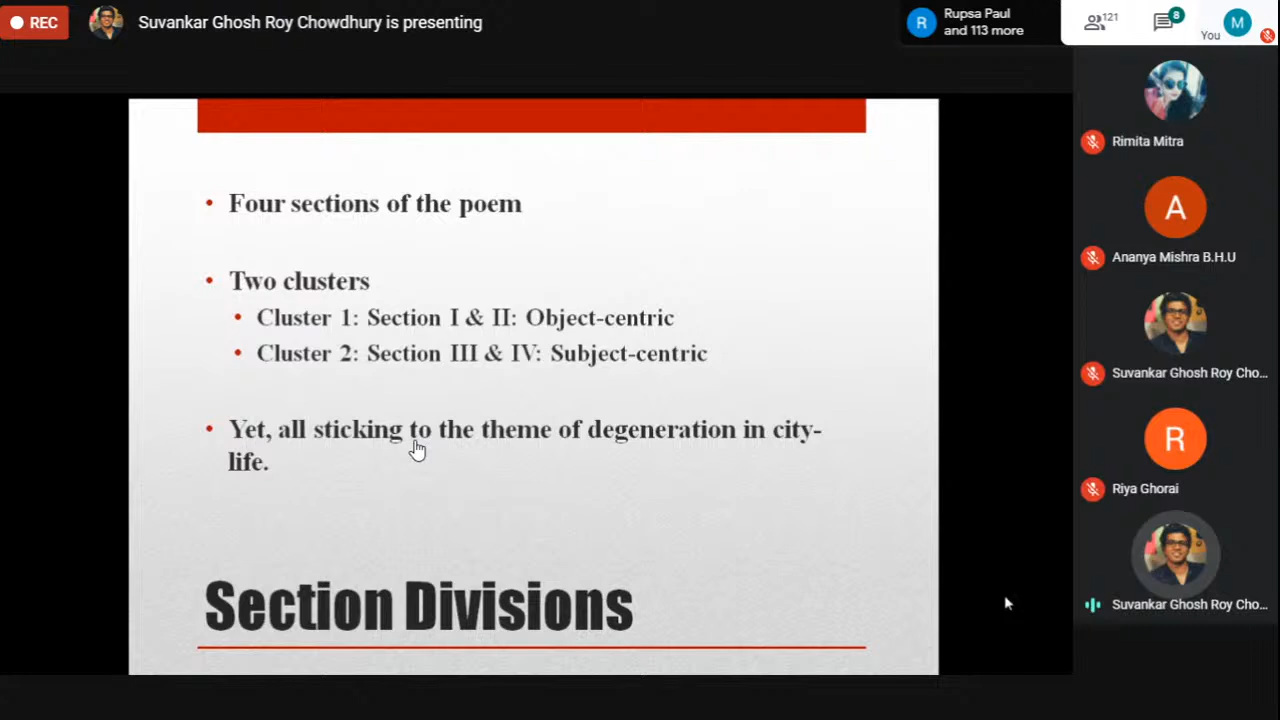 REC
Suvankar Ghosh Roy Chowdhury is presenting
R
Rupsa Paul
and 113 more
121
8
You
M
Rimita Mitra
A
Ananya Mishra B.H.U
Suvankar Ghosh Roy Cho...
R
Riya Ghorai
Suvankar Ghosh Roy Cho...
• Four sections of the poem
• Two clusters
• Cluster 1: Section I & II: Object-centric
• Cluster 2: Section III & IV: Subject-centric
• Yet, all sticking to the theme of degeneration in city-
life.
Section Divisions